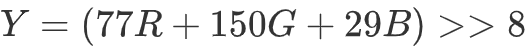 Y = (77R + 150G + 29B) >> 8